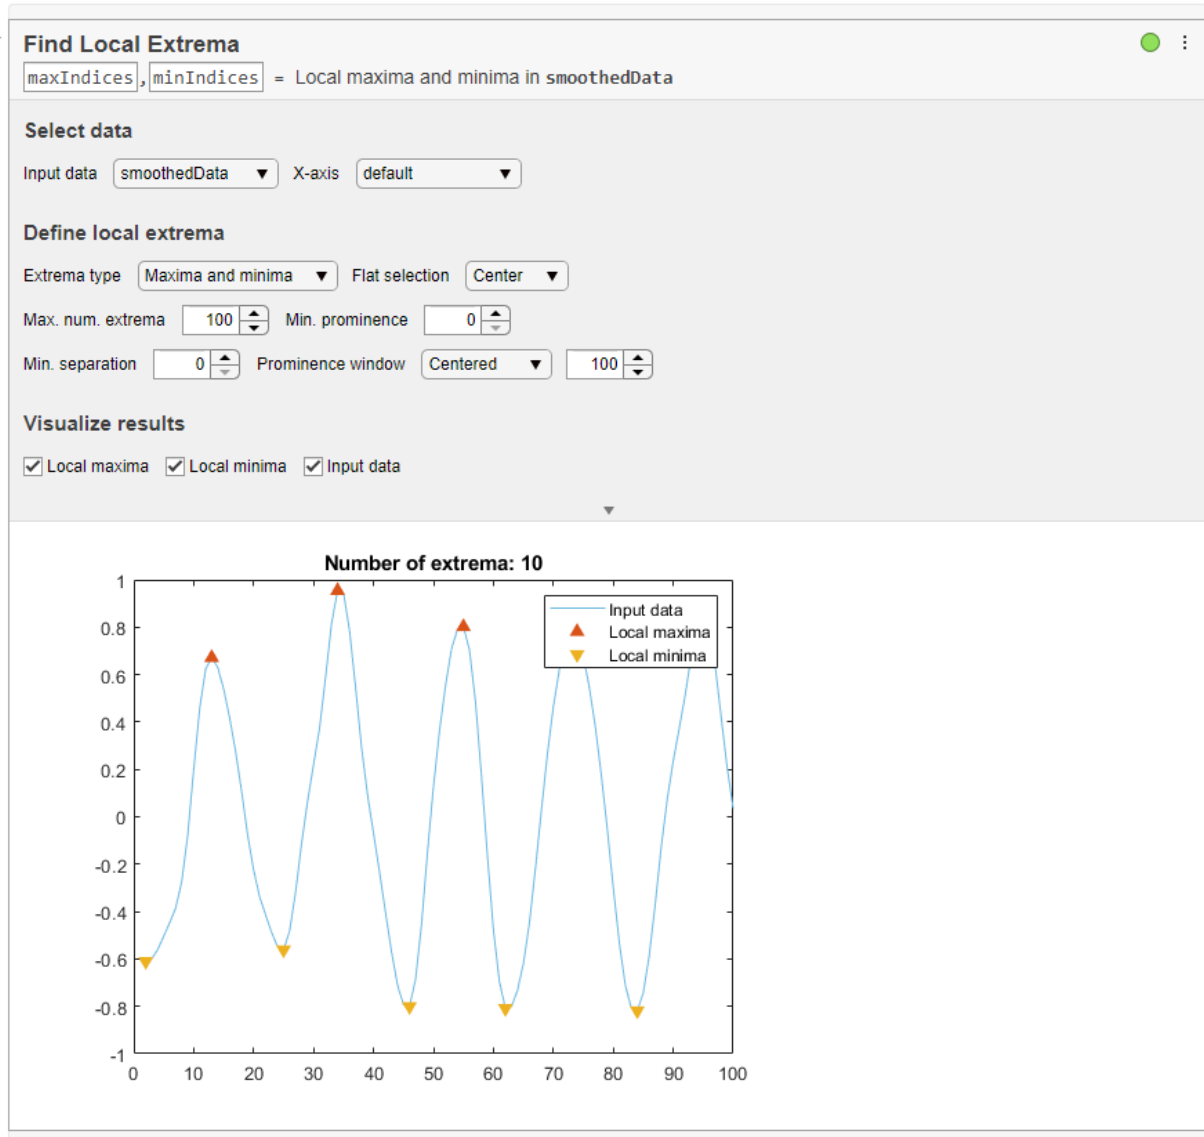 Find Local Extrema
maxIndices , minIndices = Local maxima and minima in smoothedData
Select data
Input data smoothedData X-axis default
Define local extrema
Extrema type Maxima and minima Flat selection Center
Max. num. extrema 100 Min. prominence 0
Min. separation 0 Prominence window Centered 100
Visualize results
Local maxima Local minima Input data
Number of extrema: 10
1
0.8
0.6
0.4
0.2
0
-0.2
-0.4
-0.6
-0.8
-1
Input data
Local maxima
Local minima
0 10 20 30 40 50 60 70 80 90 100